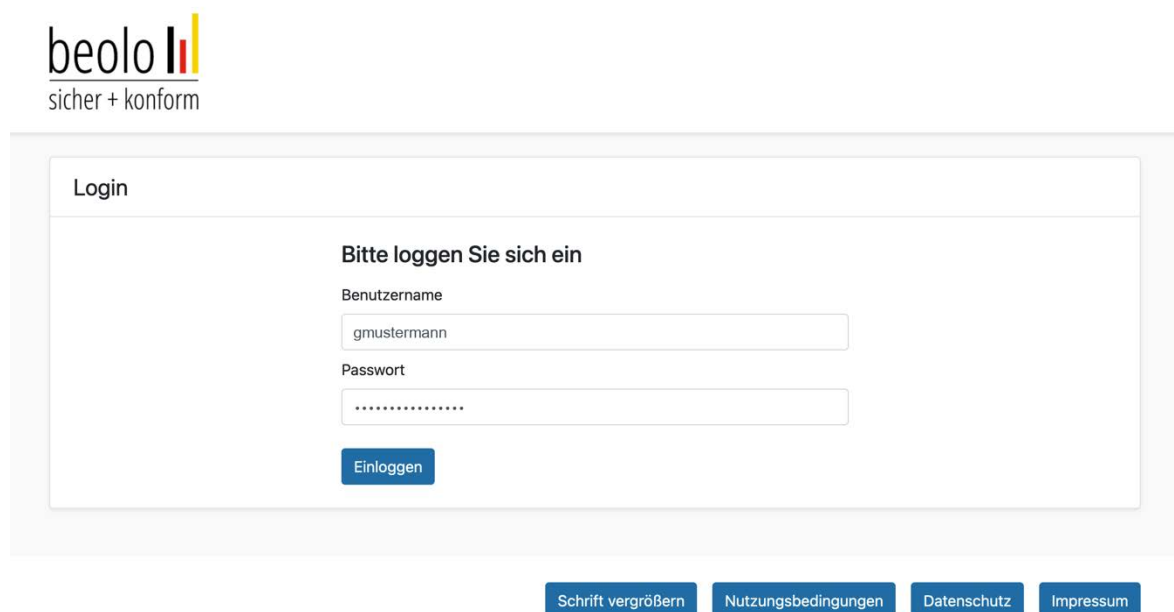 beolo
sicher + konform
Login
Bitte loggen Sie sich ein
Benutzername
gmustermann
Passwort
••••••••••••••••
Einloggen
Schrift vergrößern Nutzungsbedingungen Datenschutz Impressum